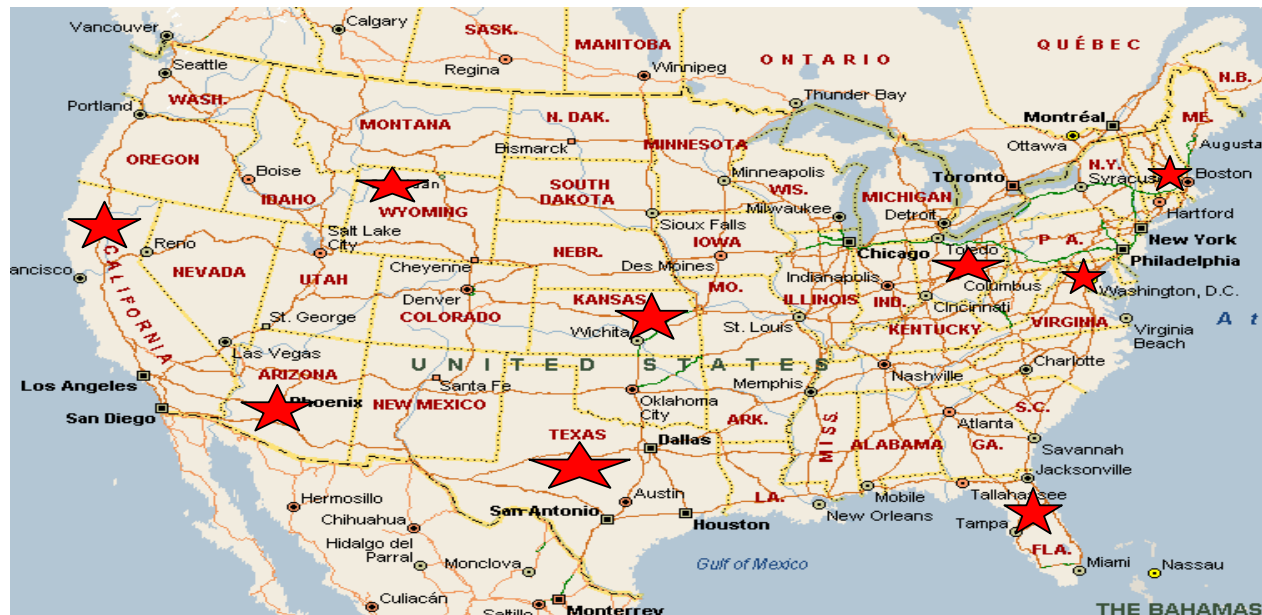 Calgary
SASK.
Vancouver
MANITOBA
QUÉBEC
ONTARIO
Seattle
Regina
Winnipeg
N.B.
WASH.
Thunder Bay
Portland
MONTANA
N. DAK.
Montréal
ME.
Bismarck
MINNESOTA
Ottawa
Augusta
OREGON
N.Y.
Boise
SOUTH
DAKOTA
Minneapolis
WIS.
Toronto
Syracuse
Boston
IDAHO
MICHIGAN
WYOMING
Milwaukee
Detroit
Hartford
Salt Lake
City
Sioux Falls
Reno
NEBR.
IOWA
Chicago
Toledo
P A.
New York
Philadelphia
CALIFORNIA
NEVADA
UTAH
Cheyenne
Des Moines
Indianapolis
Columbus
Washington, D.C.
ancisco
Denver
KANSAS
MO.
ILLINOIS
IND.
Cincinnati
COLORADO
St. George
Wichita
St. Louis
KENTUCKY
VIRGINIA
Virginia
Beach
A t
Las Vegas
UNITED STATES
Charlotte
Los Angeles
ARIZONA
Santa Fe
Memphis
Nashville
San Diego
Phoenix
NEW MEXICO
Oklahoma
City
ARK.
S.C.
Atlanta
TEXAS
Dallas
MISS.
ALABAMA
GA.
Savannah
Jacksonville
Hermosillo
Austin
LA.
Mobile
Tallahassee
Chihuahua
San Antonio
Houston
New Orleans
Tampa
Hidalgo del
Parral
Monclova
Gulf of Mexico
FLA.
Miami
Nassau
Culiacán
Saltillo
Monterrey
THE BAHAMAS